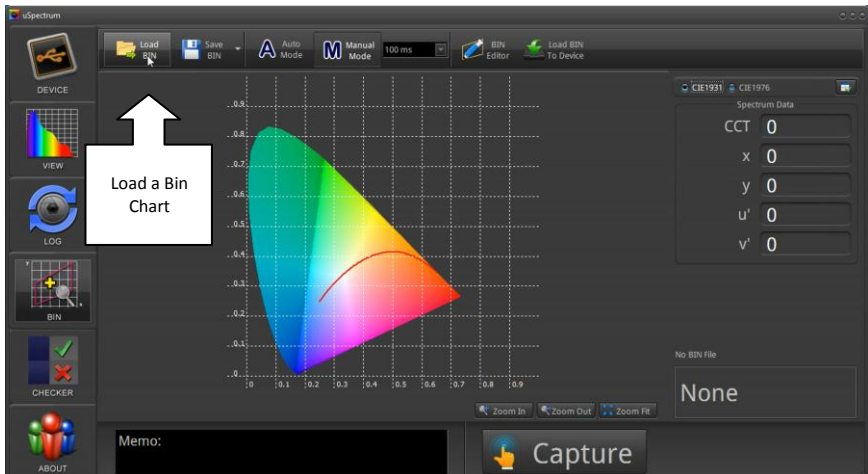 uSpectrum
Load BIN
Save BIN
Auto Mode
Manual Mode
100 ms
BIN Editor
Load BIN To Device
DEVICE
VIEW
LOG
BIN
CHECKER
ABOUT
Load a Bin
Chart
0.9
0.8
0.7
0.6
0.5
0.4
0.3
0.2
0.1
0
0 0.1 0.2 0.3 0.4 0.5 0.6 0.7 0.8 0.9
Zoom In Zoom Out Zoom Fit
CIE1931 CIE1976
Spectrum Data
CCT 0
x 0
y 0
u' 0
v' 0
No BIN File
None
Memo:
Capture